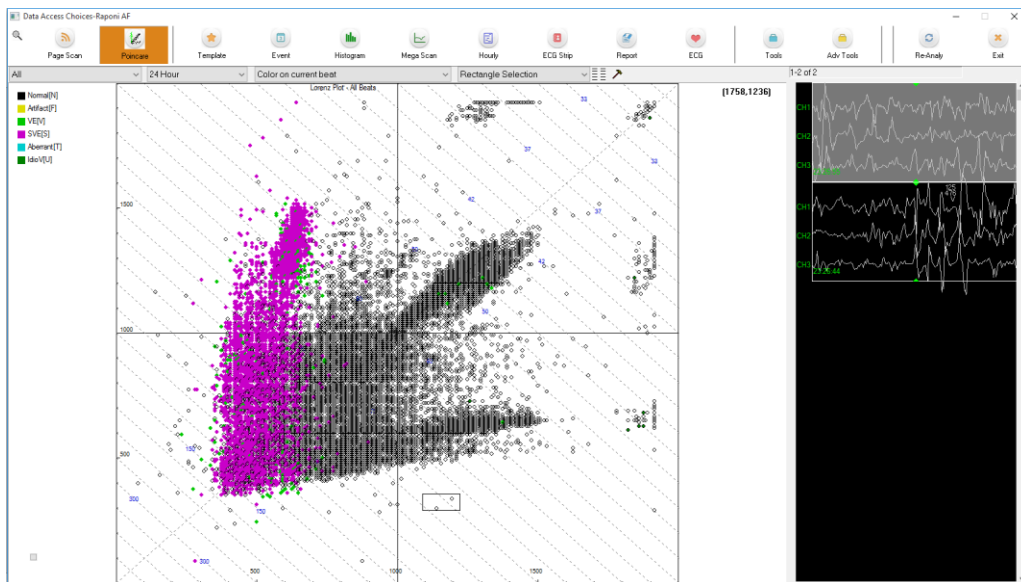 Data Access Choices-Raponi AF
Page Scan
Poincare
Template
Event
Histogram
Mega Scan
Hourly
ECG Strip
Report
ECG
Tools
Adv Tools
Re-Analy
Exit
All
24 Hour
Color on current beat
Rectangle Selection
1-2 of 2
Lorenz Plot - All Beats
(1758,1236)
Normal[N]
Artifact[F]
VE[V]
SVE[S]
Aberrant[T]
IdioV[U]
33
37
33
42
37
1500
43
1000
50
500
150
300
150
300
500
1000
1500
CH1
CH2
CH3
CH1
CH2
CH3